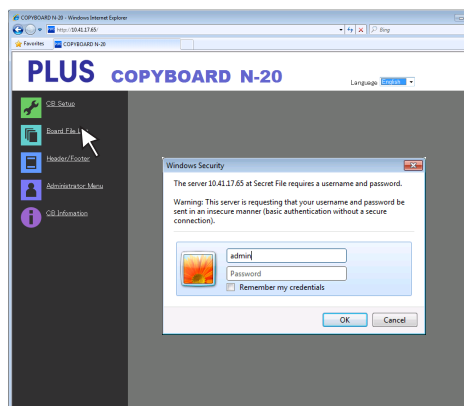 COPYBOARD N-20 - Windows Internet Explorer
http://10.41.17.65/
Bing
Favorites
COPYBOARD N-20
PLUS COPYBOARD N-20
Language English
CB Setup
Board File
Header/Footer
Administrator Menu
CB Infomation
Windows Security
The server 10.41.17.65 at Secret File requires a username and password.
Warning: This server is requesting that your username and password be
sent in an insecure manner (basic authentication without a secure
connection).
admin
Password
Remember my credentials
OK
Cancel